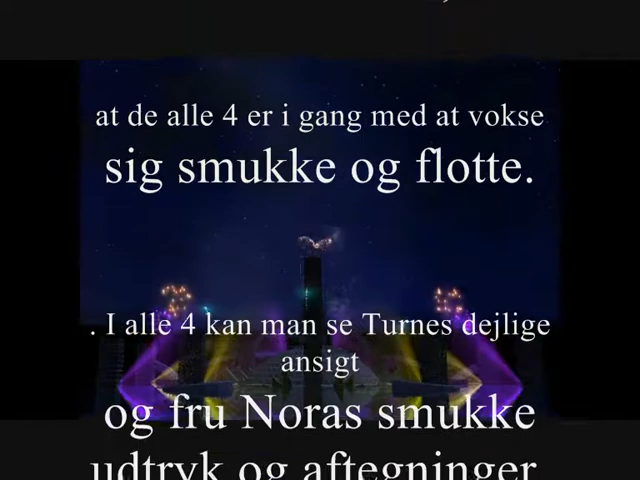 at de alle 4 er i gang med at vokse
sig smukke og flotte.
. I alle 4 kan man se Turnes dejlige
ansigt
og fru Noras smukke
udtryk og aftegninger